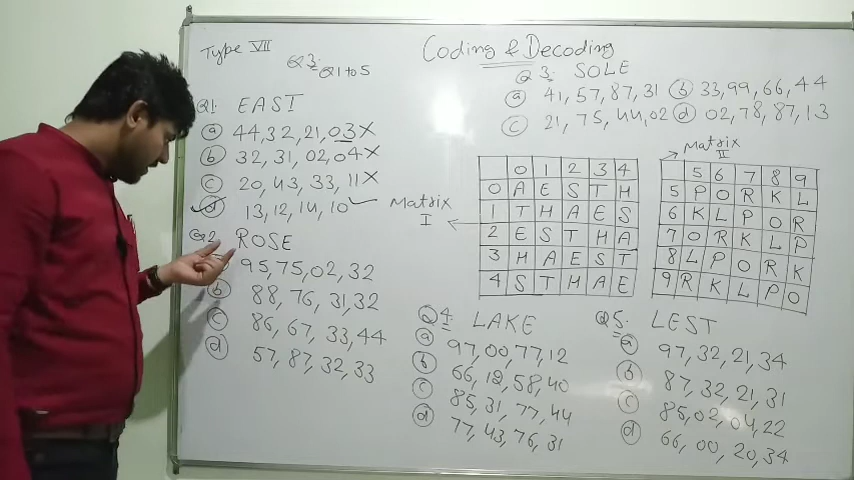 Type VII
Coding & Decoding
Q3: Q1 to 5
Q1 EAST
(a) 44,32,21,03 X
(b) 32, 31, 02, 04 X
(c) 20, 43, 33, 11 X
(d) 13, 12, 14, 10
Q2 ROSE
95, 75, 02, 32
(b) 88, 76, 31, 32
(c) 86, 67, 33, 44
(d) 57, 87, 32, 33
Q 3: SOLE
(a) 41, 57, 87, 31 (b) 33, 99, 66, 44
(c) 21, 75, 44, 02 (d) 02, 78, 87, 13
Matrix I
0 1 2 3 4
0 A E S T H
1 T H A E S
2 E S T H A
3 H A E S T
4 S T H A E
Matrix II
5 6 7 8 9
5 P O R K L
6 K L P O R
7 O R K L P
8 L P O R K
9 R K L P O
Q4: LAKE
(a) 97, 00, 77, 12
(b) 66, 12, 58, 40
(c) 85, 31, 77, 44
(d) 77, 43, 76, 31
Q5: LEST
(a) 97, 32, 21, 34
(b) 87, 32, 21, 31
(c) 85, 02, 04, 22
(d) 66, 00, 20, 34